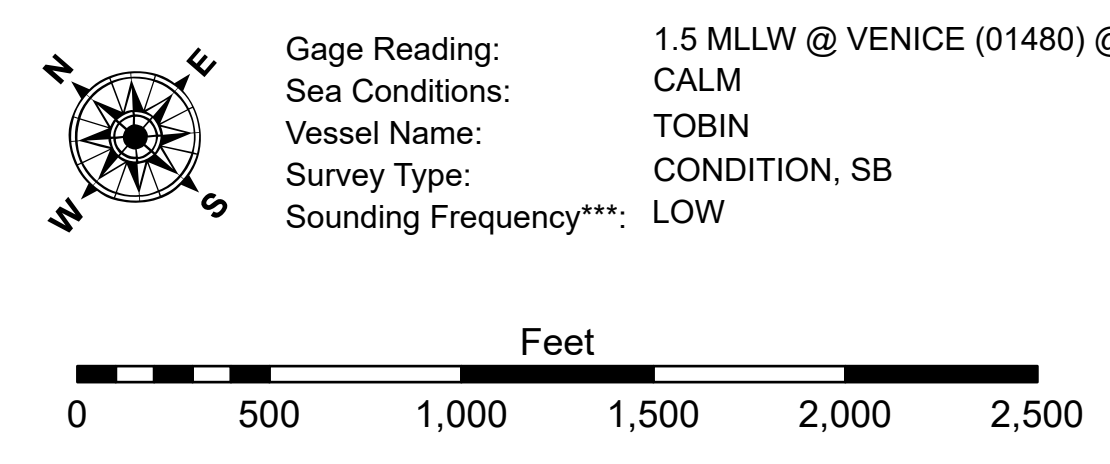 N E
W S
Gage Reading: 1.5 MLLW @ VENICE (01480) @
Sea Conditions: CALM
Vessel Name: TOBIN
Survey Type: CONDITION, SB
Sounding Frequency***: LOW
Feet
0 500 1,000 1,500 2,000 2,500